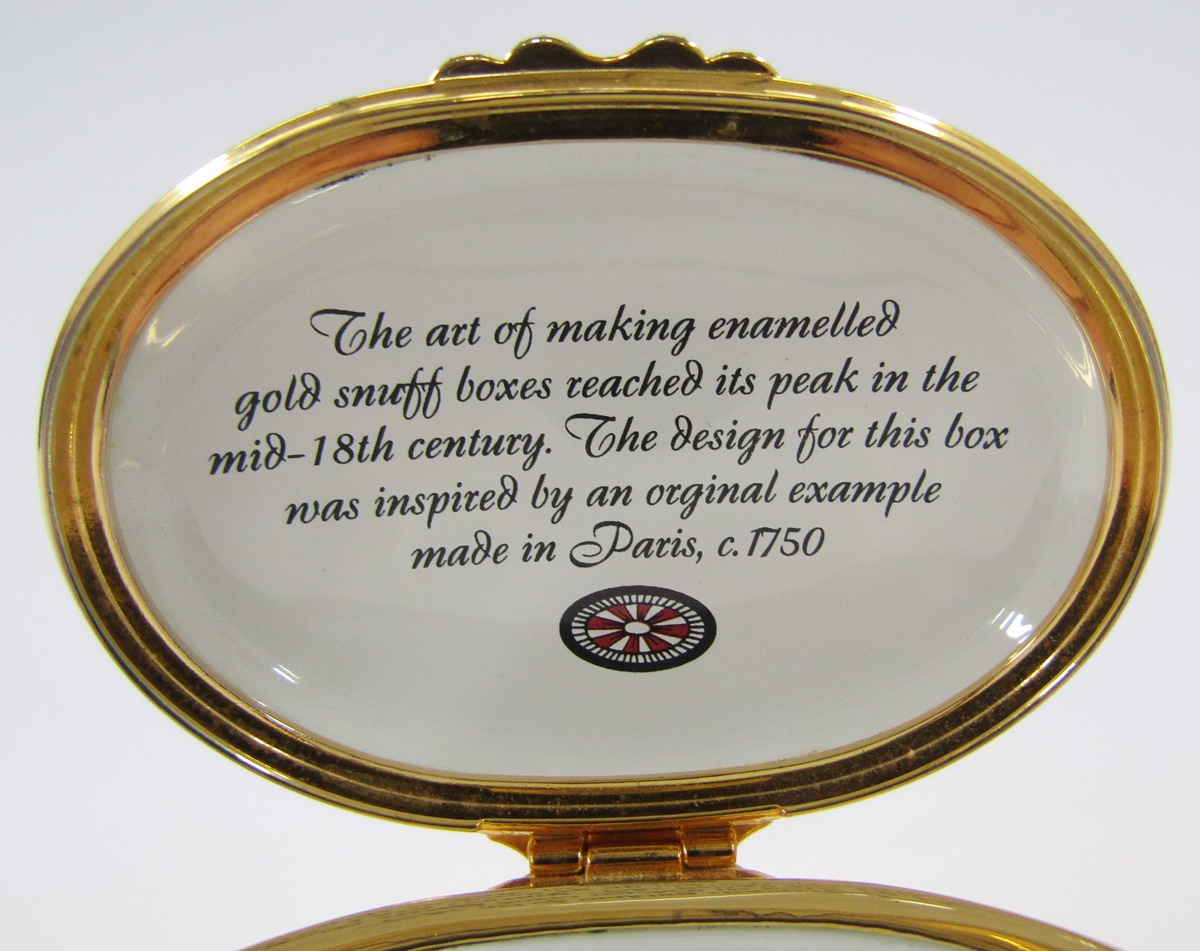 The art of making enamelled
gold snuff boxes reached its peak in the
mid-18th century. The design for this box
was inspired by an orginal example
made in Paris, c.1750